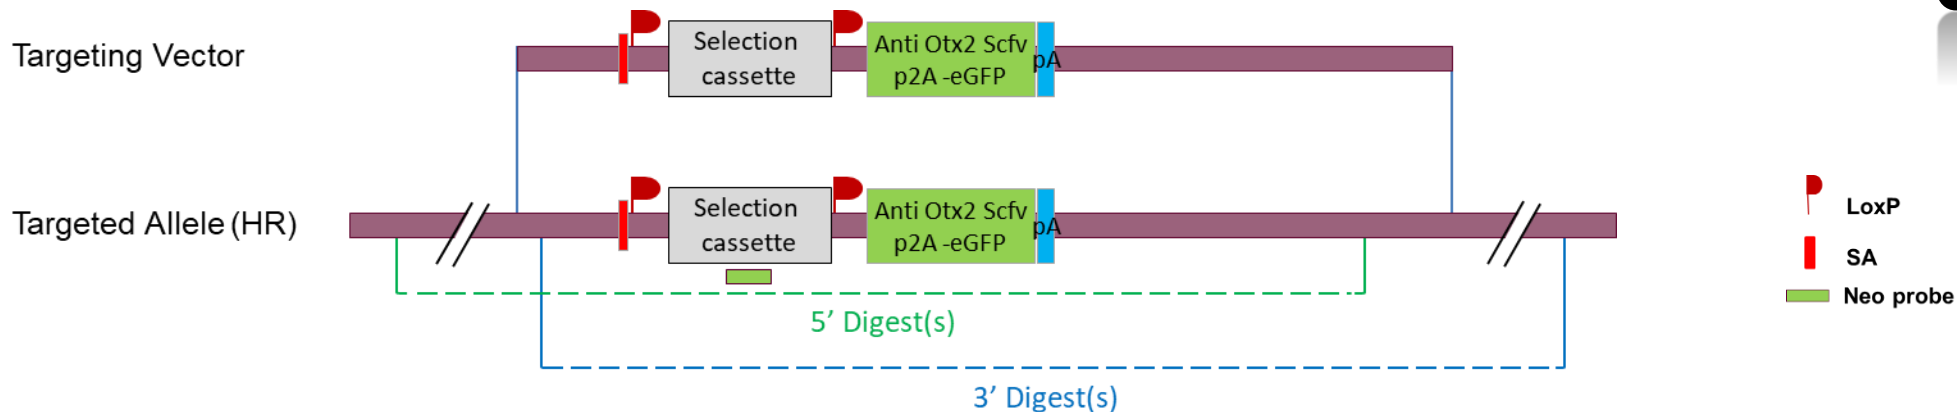 Targeting Vector
Selection
cassette
Anti Otx2 Scfv
p2A -eGFP
pA
Targeted Allele (HR)
Selection
cassette
Anti Otx2 Scfv
p2A -eGFP
pA
5’ Digest(s)
3’ Digest(s)
LoxP
SA
Neo probe